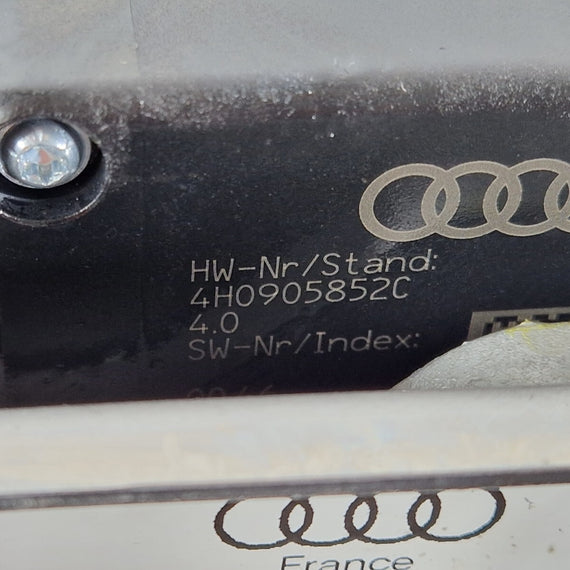 HW-Nr/Stand:
4H0905852C
4.0
SW-Nr/Index:
France